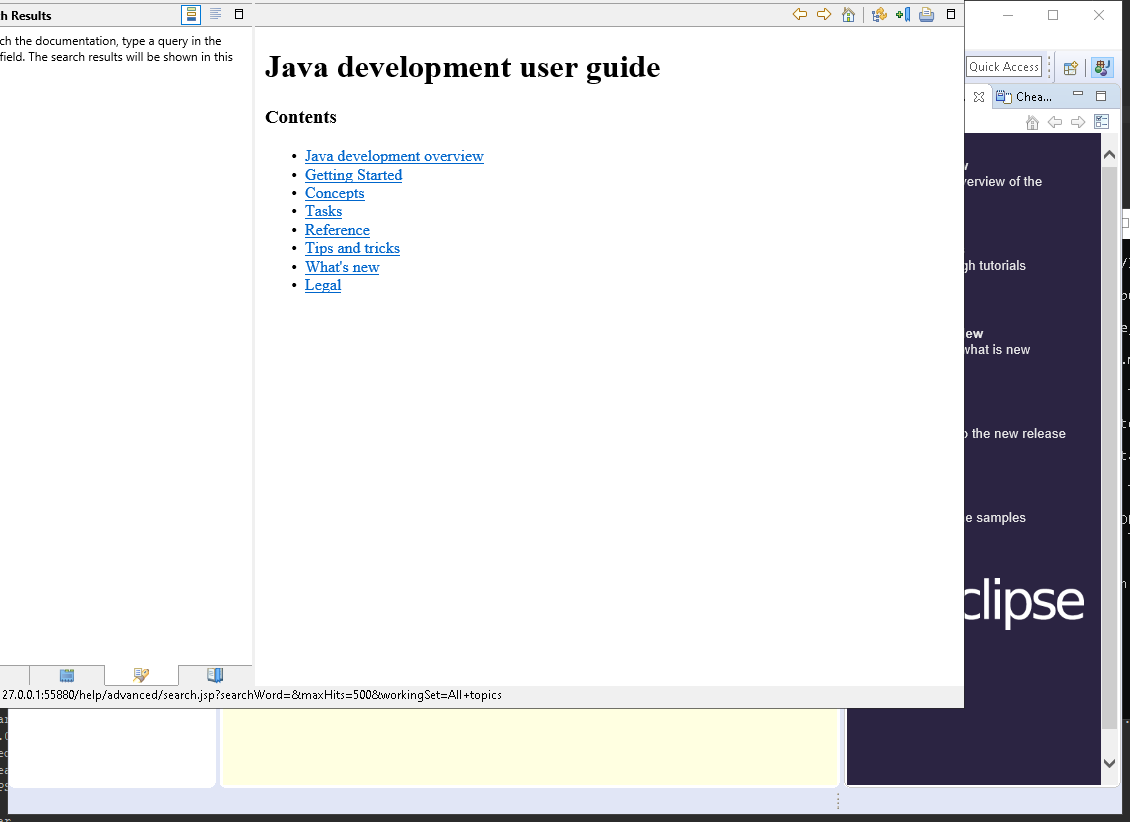 h Results
ch the documentation, type a query in the
field. The search results will be shown in this
Java development user guide
Contents
Java development overview
Getting Started
Concepts
Tasks
Reference
Tips and tricks
What's new
Legal
27.0.0.1:55880/help/advanced/search.jsp?searchWord=&maxHits=500&workingSet=All+topics
Quick Access
Chea...
verview of the
gh tutorials
ew
what is new
o the new release
e samples
clipse